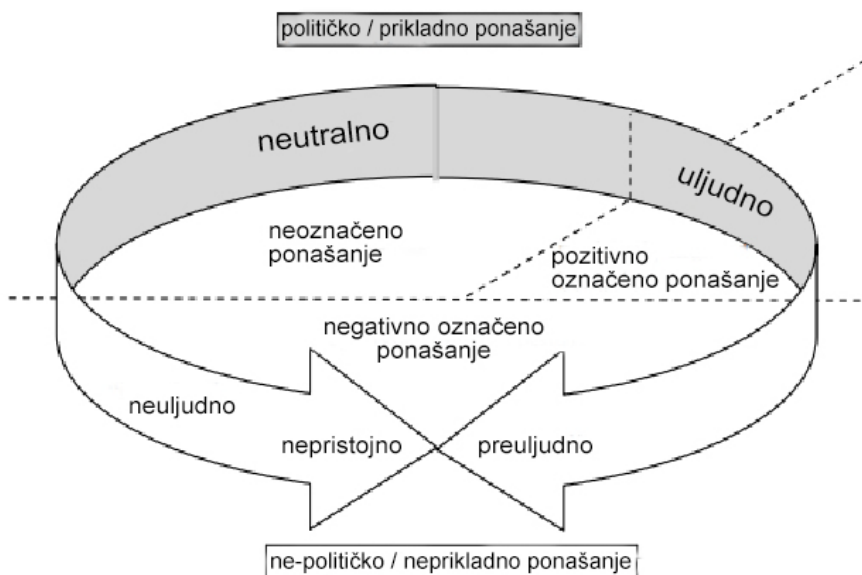 političko / prikladno ponašanje
neutralno
uljudno
neoznačeno
ponašanje
pozitivno
označeno ponašanje
negativno označeno
ponašanje
neuljudno
nepristojno
preuljudno
ne-političko / neprikladno ponašanje